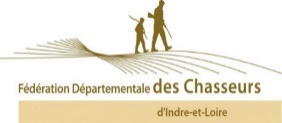 Fédération Départementale des Chasseurs
d'Indre-et-Loire